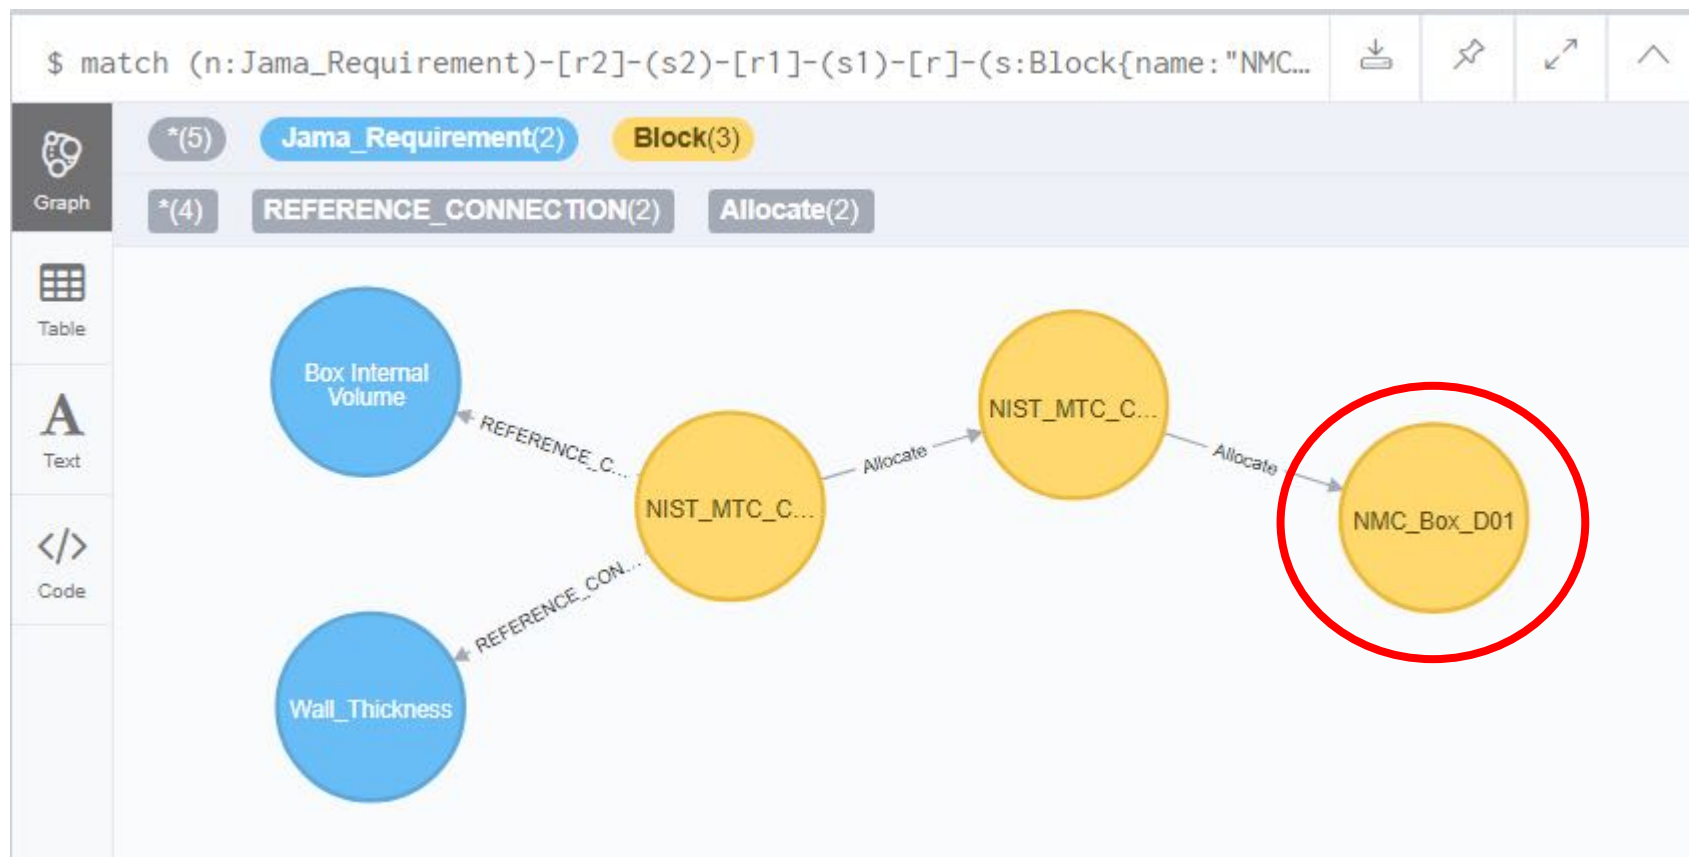 $ match (n:Jama_Requirement)-[r2]-(s2)-[r1]-(s1)-[r]-(s:Block{name:"NMC…
*(5) Jama_Requirement(2) Block(3)
*(4) REFERENCE_CONNECTION(2) Allocate(2)
Graph
Table
A
Text
</>
Code
Box Internal
Volume
REFERENCE_C...
NIST_MTC_C...
Allocate
NIST_MTC_C...
Allocate
NMC_Box_D01
REFERENCE_CON...
Wall_Thickness